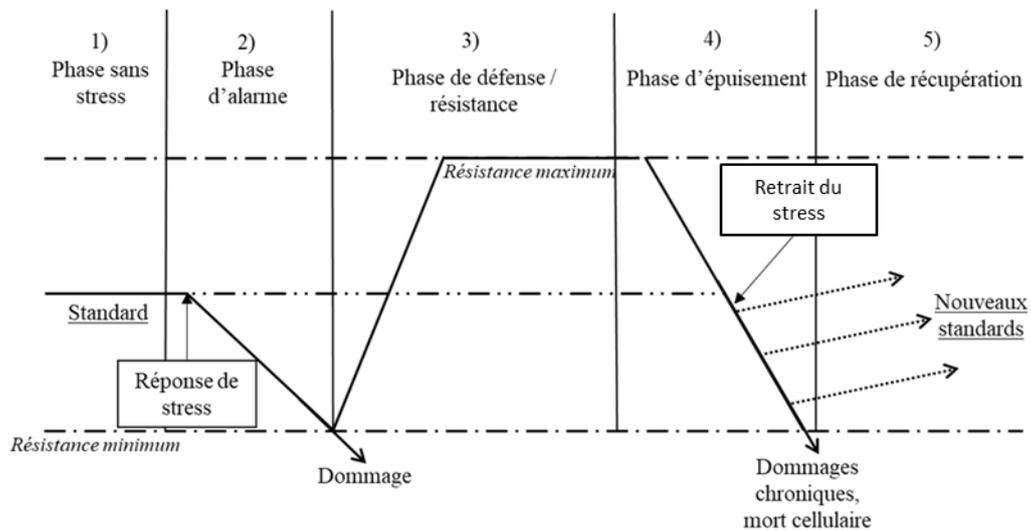 1)
Phase sans
stress
2)
Phase
d'alarme
3)
Phase de défense /
résistance
4)
Phase d'épuisement
5)
Phase de récupération
Résistance maximum
Retrait du
stress
Standard
Nouveaux
standards
Réponse de
stress
Résistance minimum
Dommage
Dommages
chroniques,
mort cellulaire